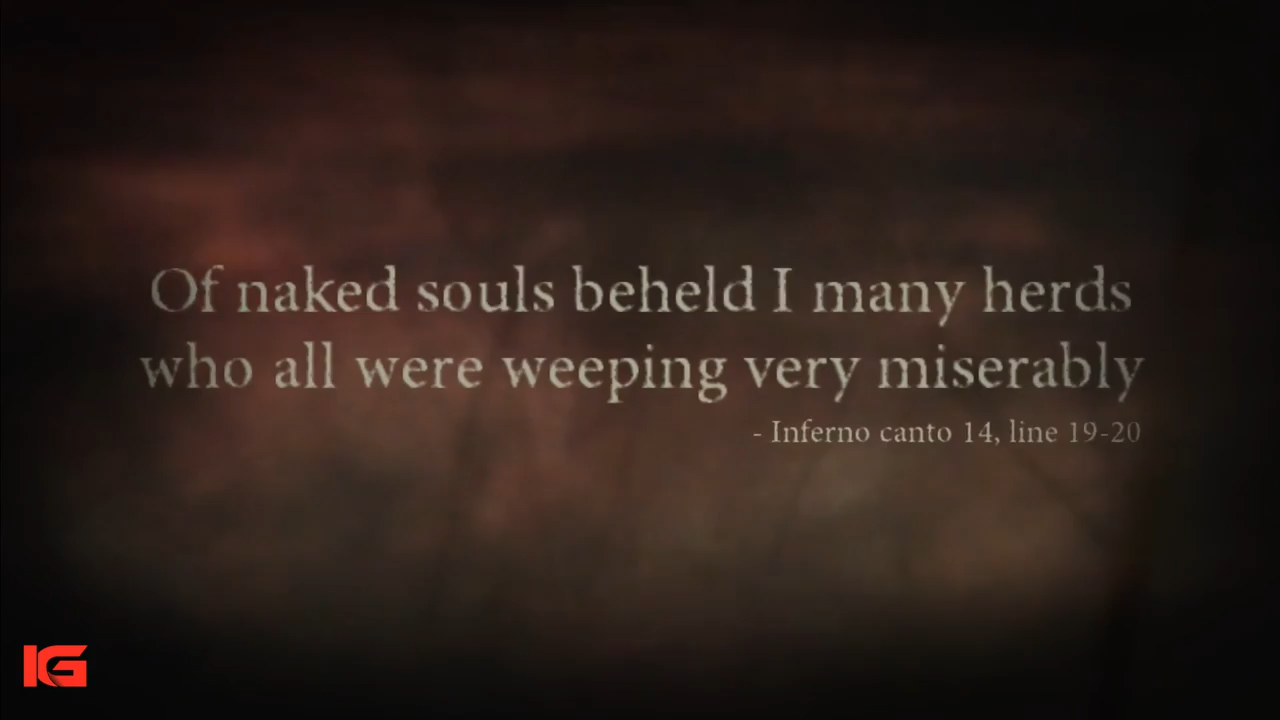 Of naked souls beheld I many herds
who all were weeping very miserably
- Inferno canto 14, line 19-20
IG